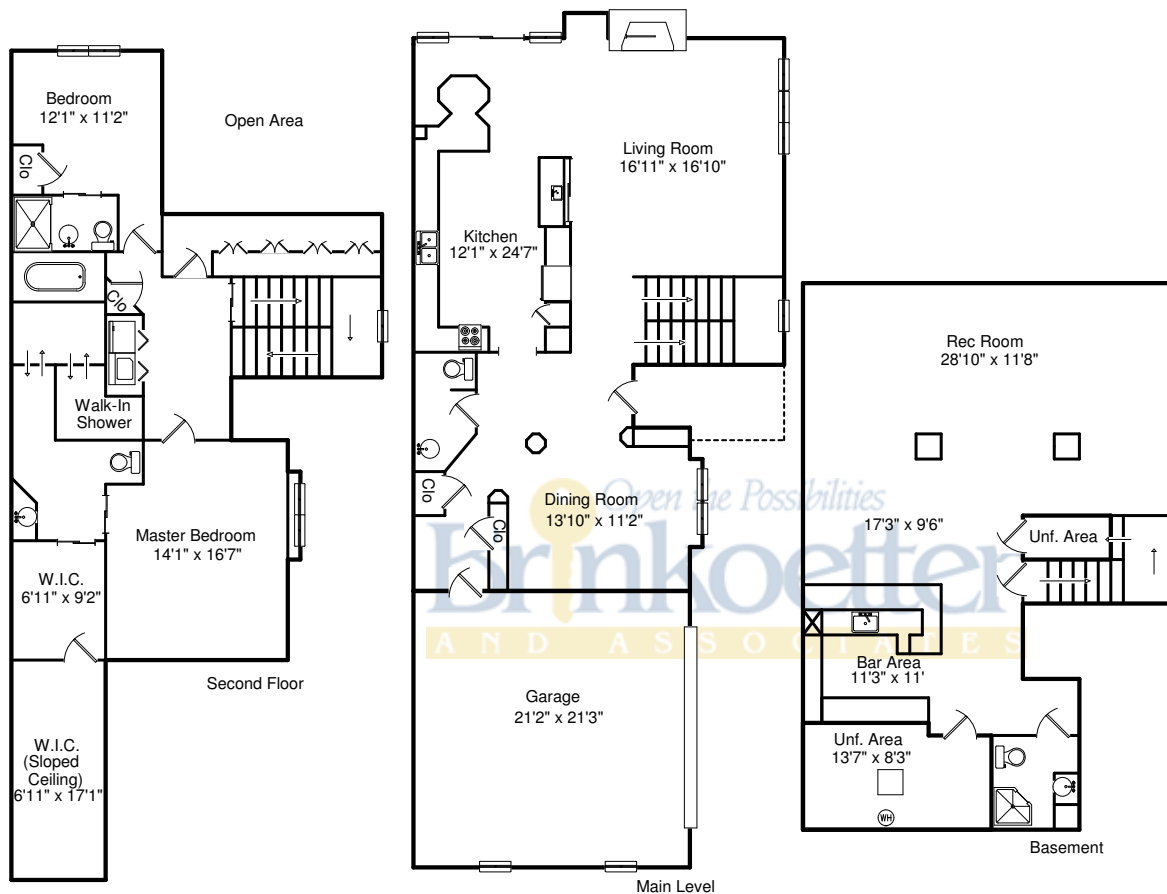 Bedroom
12'1" x 11'2"
Open Area
Clo
Clo
Walk-In
Shower
Master Bedroom
14'1" x 16'7"
W.I.C.
6'11" x 9'2"
Second Floor
W.I.C.
(Sloped
Ceiling)
6'11" x 17'1"
Living Room
16'11" x 16'10"
Kitchen
12'1" x 24'7"
Clo
Clo
Dining Room
13'10" x 11'2"
Garage
21'2" x 21'3"
Main Level
Open the Possibilities
Brinkoetter
AND ASSOCIATES
Rec Room
28'10" x 11'8"
17'3" x 9'6"
Unf. Area
Bar Area
11'3" x 11'
Unf. Area
13'7" x 8'3"
WH
Basement